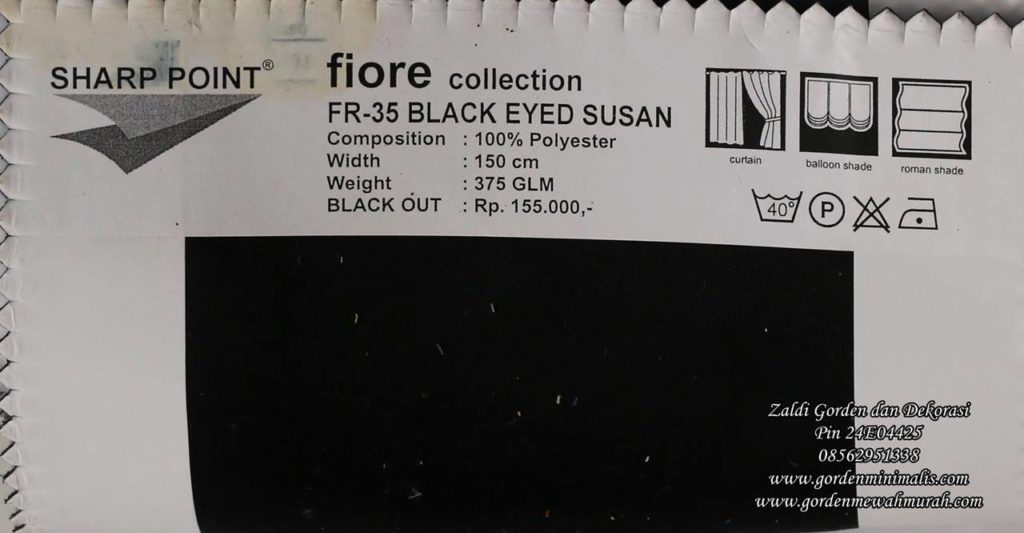 SHARP POINT®
fiore collection
FR-35 BLACK EYED SUSAN
Composition : 100% Polyester
Width : 150 cm
Weight : 375 GLM
BLACK OUT : Rp. 155.000,-
curtain
balloon shade
roman shade
40°
P
Zaldi Gorden dan Dekorasi
Pin 24E04425
08562951338
www.gordenminimalis.com
www.gordenmewahmurah.com